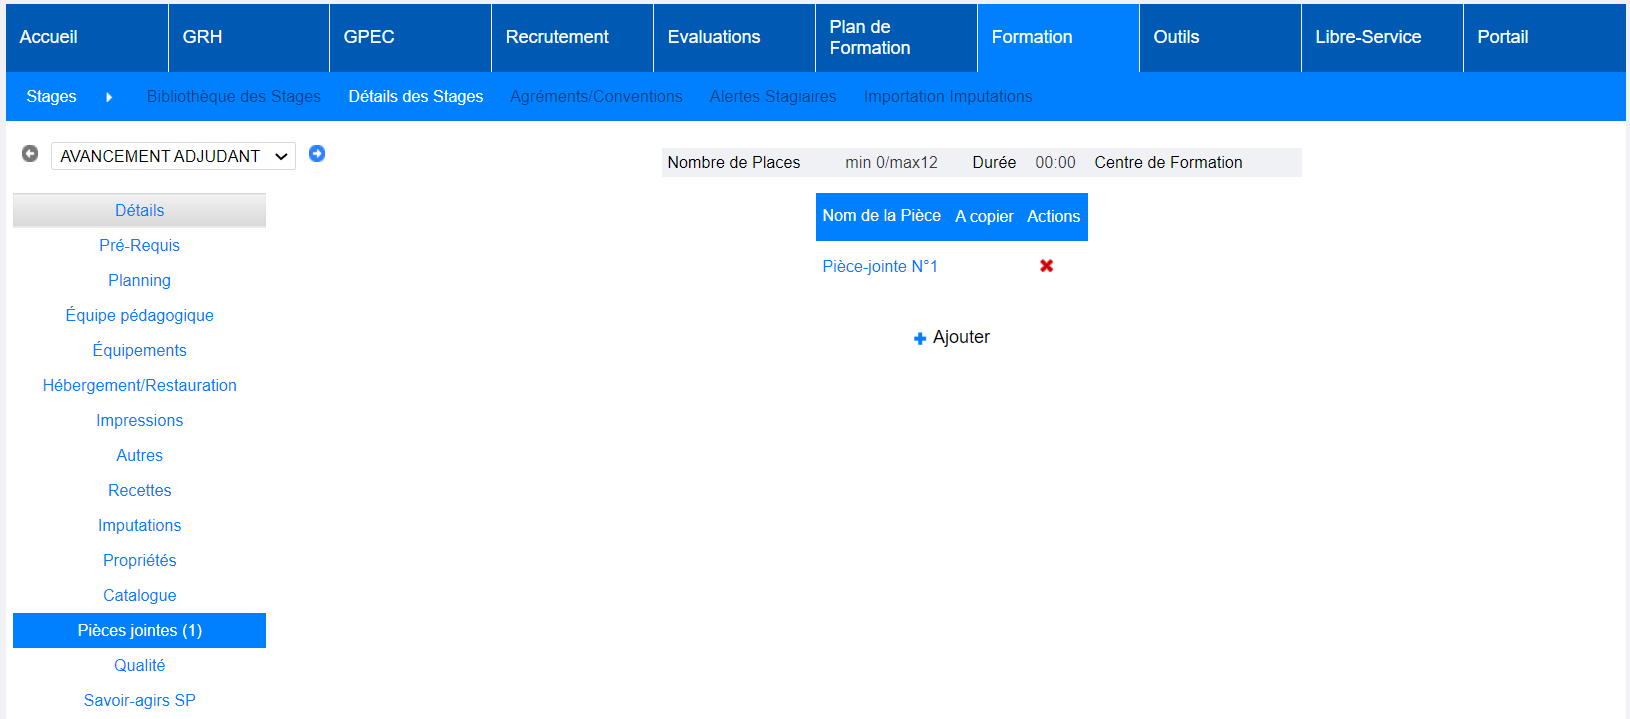 Accueil GRH GPEC Recrutement Evaluations Plan de Formation Formation Outils Libre-Service Portail
Stages Bibliothèque des Stages Détails des Stages Agréments/Conventions Alertes Stagiaires Importation Imputations
AVANCEMENT ADJUDANT
Nombre de Places min 0/max12 Durée 00:00 Centre de Formation
Détails
Pré-Requis
Planning
Équipe pédagogique
Équipements
Hébergement/Restauration
Impressions
Autres
Recettes
Imputations
Propriétés
Catalogue
Pièces jointes (1)
Qualité
Savoir-agirs SP
Nom de la Pièce A copier Actions
Pièce-jointe N°1
Ajouter